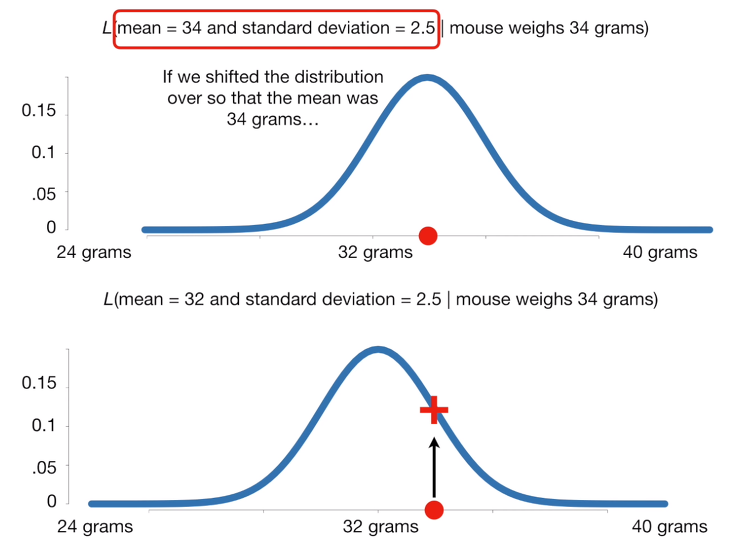 L(mean = 34 and standard deviation = 2.5 | mouse weighs 34 grams)
If we shifted the distribution
over so that the mean was
34 grams…
0.15
0.1
.05
0
24 grams
32 grams
40 grams
L(mean = 32 and standard deviation = 2.5 | mouse weighs 34 grams)
0.15
0.1
.05
0
24 grams
32 grams
40 grams